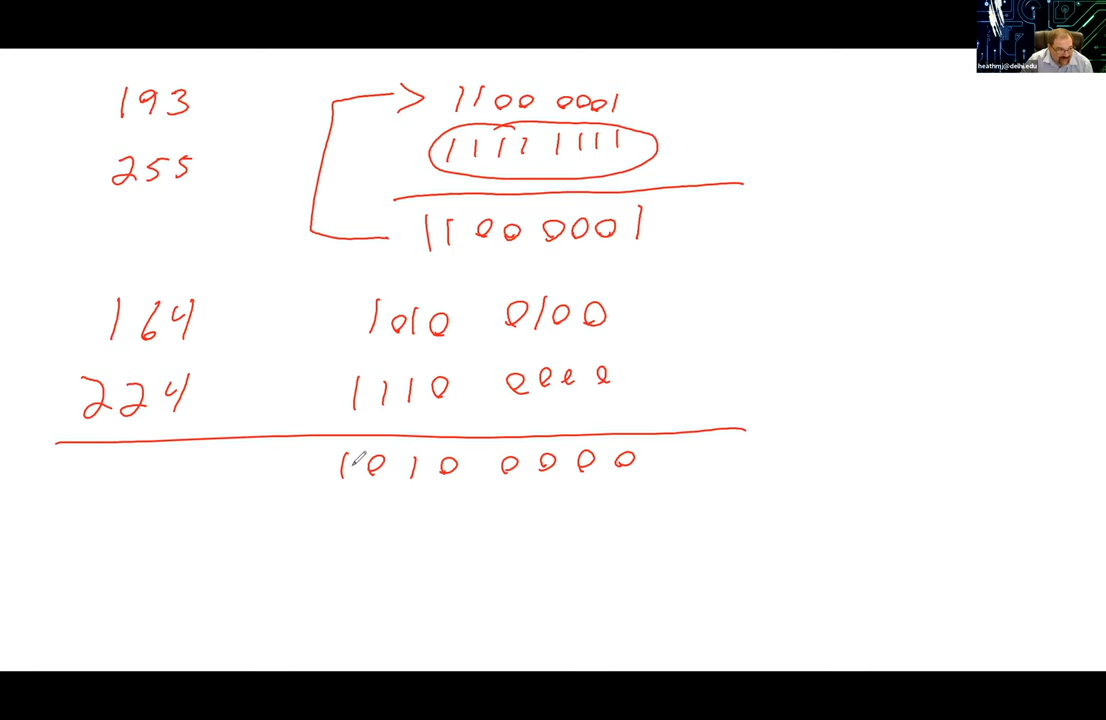 193 > 1100 0001
255 1111 1111
1100 0001
164 1010 0100
224 1110 0000
1010 0000
heathmj@delhi.edu